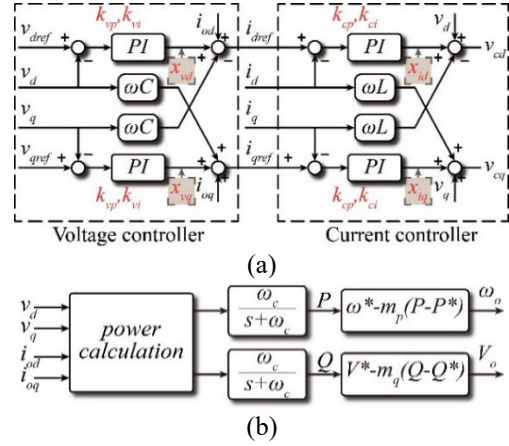 k_vp,k_vi i_od k_cp,k_ci v_d
v_dref + − PI + + − i_dref + − PI + + − v_cd
x_vd x_id
v_d ωC i_d ωL
v_q ωC i_q ωL
v_qref + − PI + + + i_qref + − PI + + + v_cq
x_vq x_iq
k_vp,k_vi i_oq k_cp,k_ci v_q
Voltage controller Current controller
(a)
v_d
v_q
i_od
i_oq
power
calculation
ω_c
s+ω_c
P
ω*-m_p(P-P*)
ω_o
ω_c
s+ω_c
Q
V*-m_q(Q-Q*)
V_o
(b)